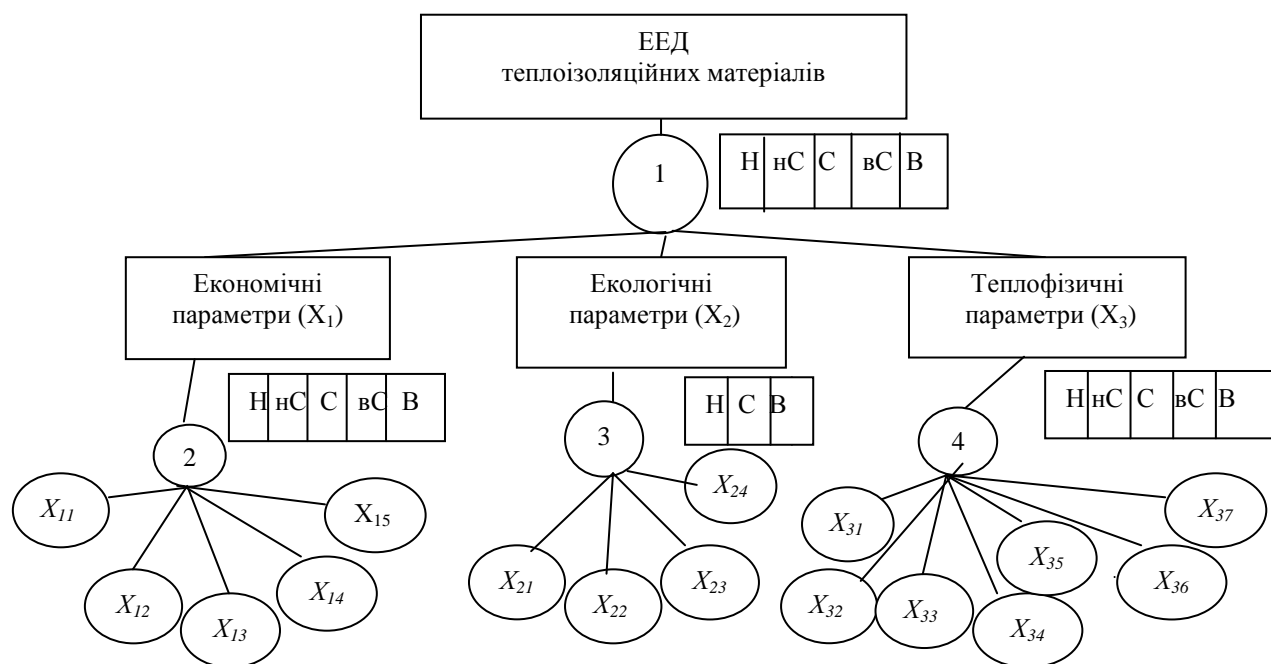 ЕЕД
теплоізоляційних матеріалів
1
Н нС С вС В
Економічні
параметри (X₁)
Екологічні
параметри (X₂)
Теплофізичні
параметри (X₃)
Н нС С вС В
Н С В
Н нС С вС В
2
3
4
X₁₁
X₁₂
X₁₃
X₁₄
X₁₅
X₂₁
X₂₂
X₂₃
X₂₄
X₃₁
X₃₂
X₃₃
X₃₄
X₃₅
X₃₆
X₃₇